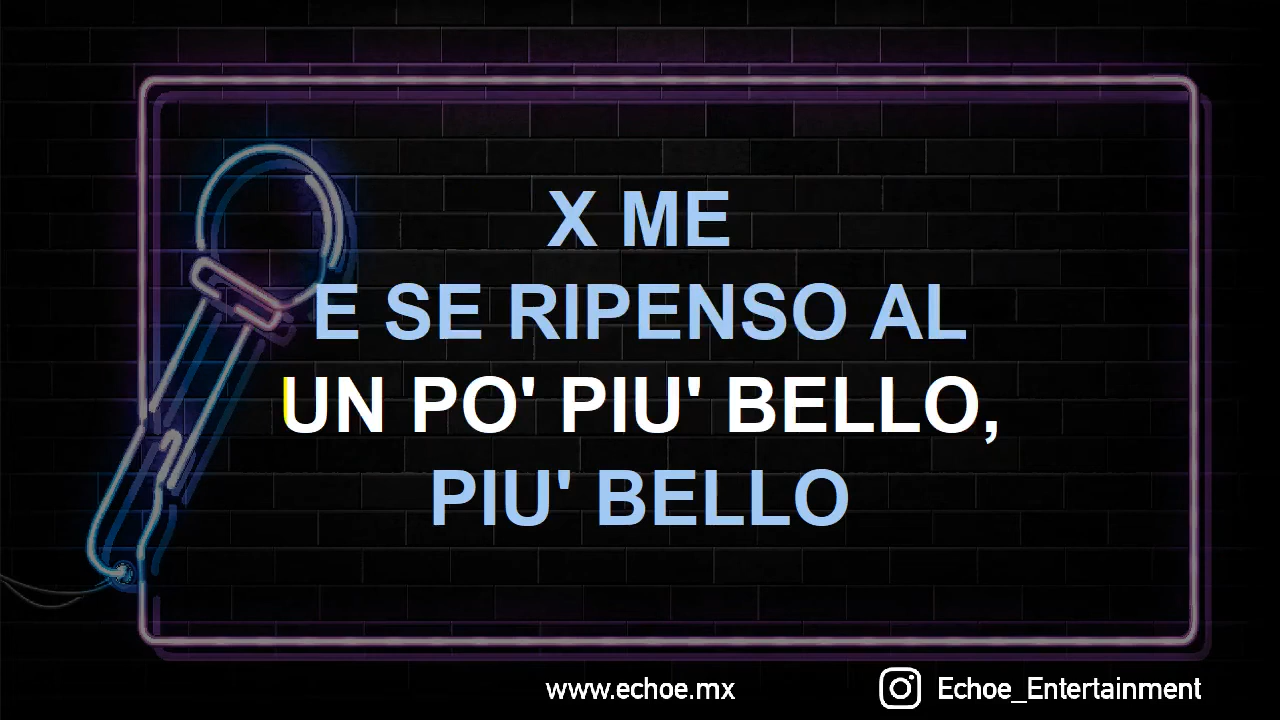 X ME
E SE RIPENSO AL
UN PO' PIU' BELLO,
PIU' BELLO
www.echoe.mx
Echoe_Entertainment